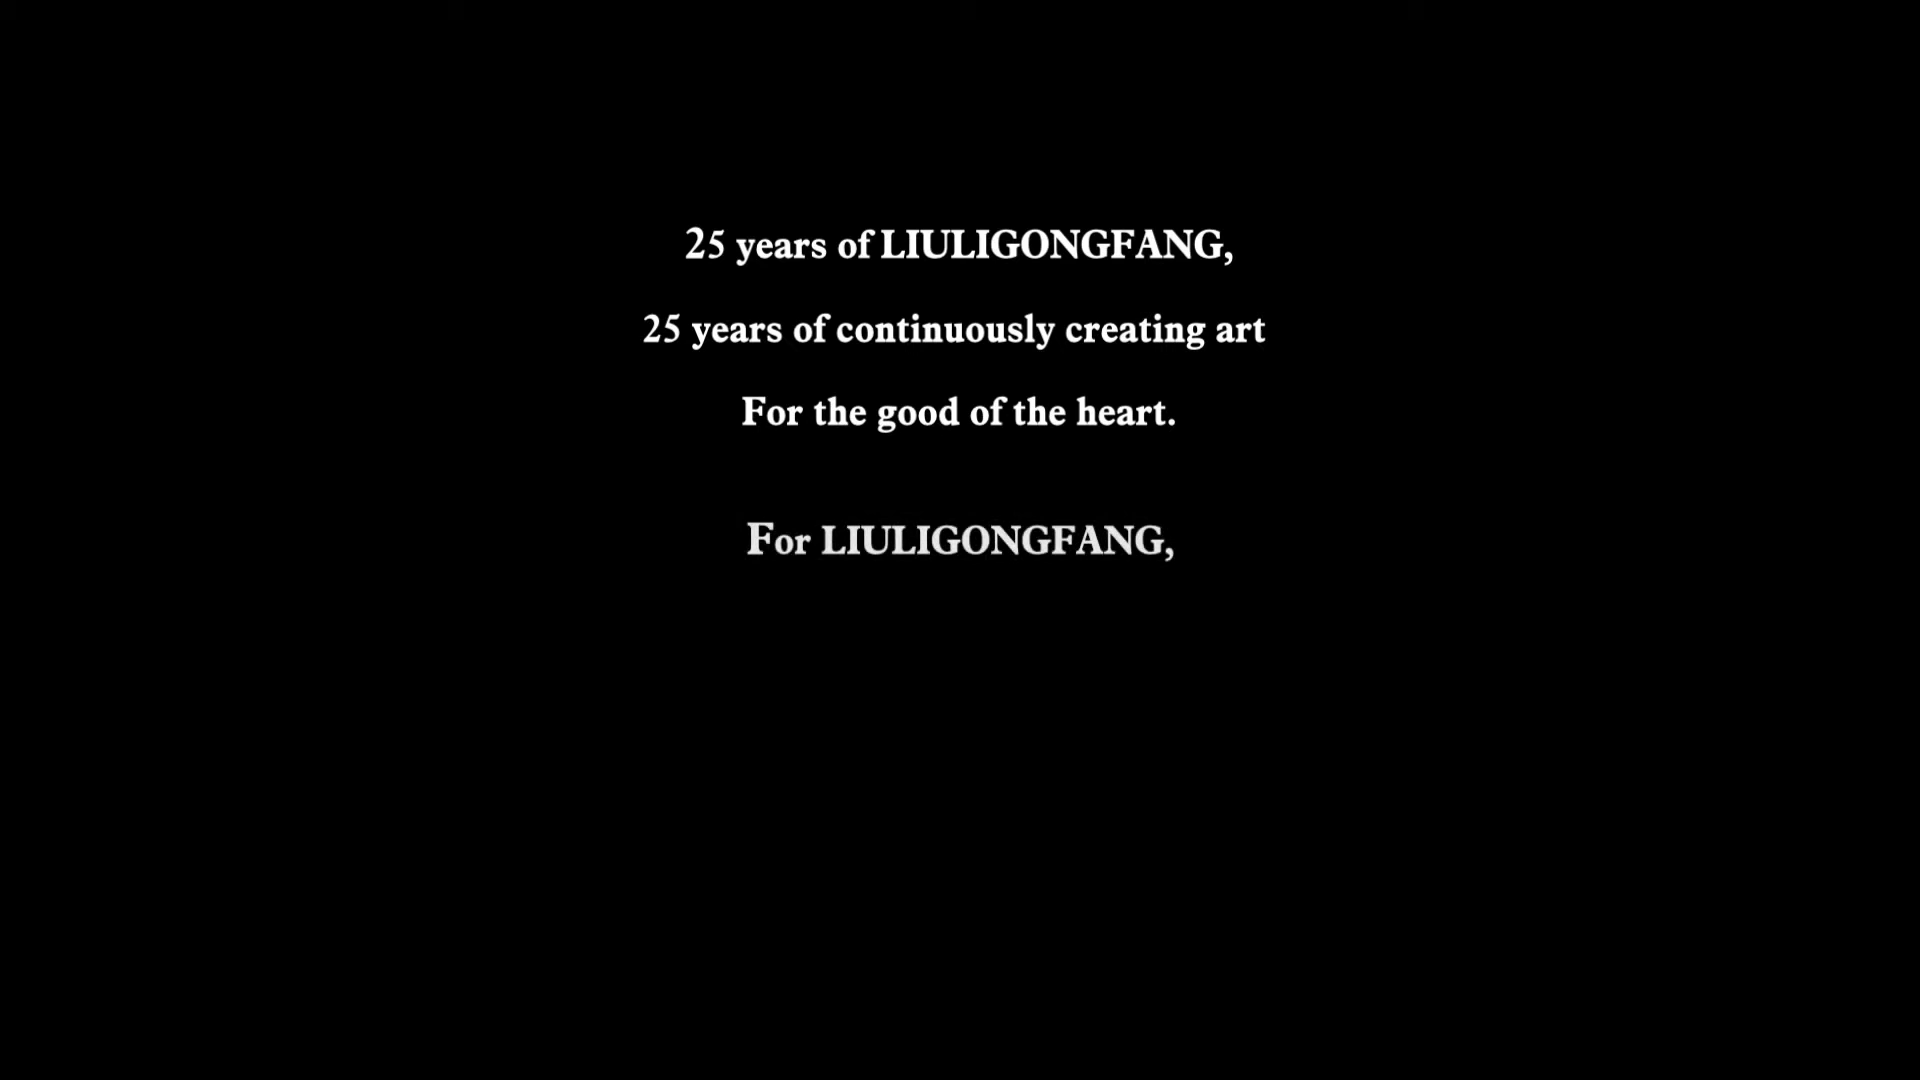 25 years of LIULIGONGFANG,
25 years of continuously creating art
For the good of the heart.
For LIULIGONGFANG,